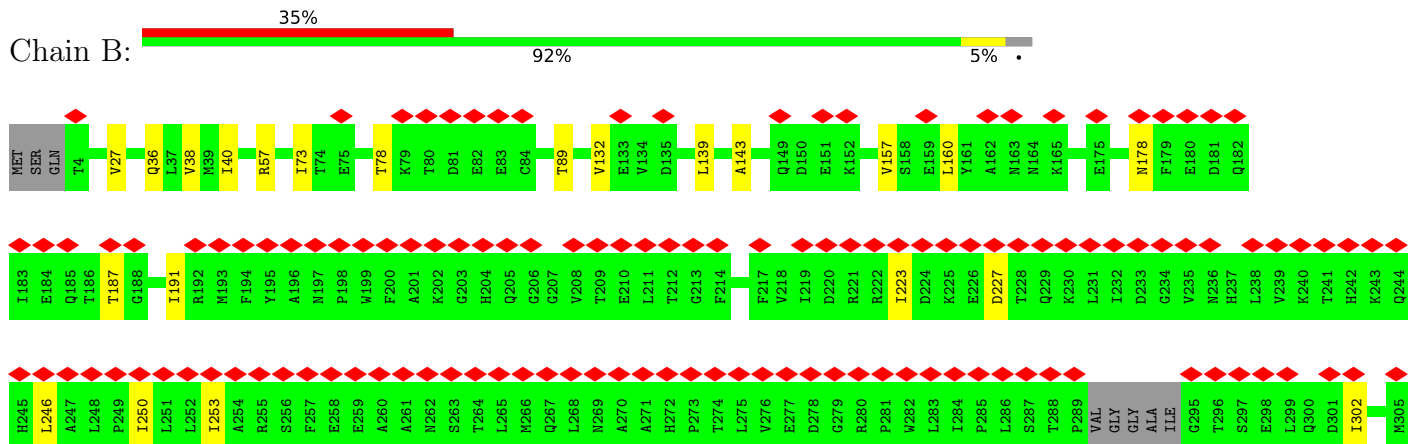 35%
Chain B:
92% 5% •
MET SER GLN T4 V27 Q36 L37 V38 M39 I40 R57 I73 T74 E75 T78 K79 T80 D81 E82 E83 C84 T89 V132 E133 V134 D135 L139 A143 Q149 D150 E151 K152 V157 S158 E159 L160 Y161 A162 N163 N164 K165 E175 N178 F179 E180 D181 Q182
I183 E184 Q185 T186 T187 G188 I191 R192 M193 F194 Y195 A196 N197 P198 W199 F200 A201 K202 G203 H204 Q205 G206 G207 V208 T209 E210 L211 T212 G213 F214 F217 V218 I219 D220 R221 R222 I223 D224 K225 E226 D227 T228 Q229 K230 L231 I232 D233 G234 V235 N236 H237 L238 V239 K240 T241 H242 K243 Q244
H245 L246 A247 L248 P249 I250 L251 L252 I253 A254 R255 S256 F257 E258 E259 A260 A261 N262 S263 T264 L265 M266 Q267 L268 N269 A270 A271 H272 P273 T274 L275 V276 E277 D278 G279 R280 P281 W282 L283 I284 P285 L286 S287 T288 P289 VAL GLY GLY ALA ILE G295 T296 S297 E298 L299 Q300 D301 I302 M305